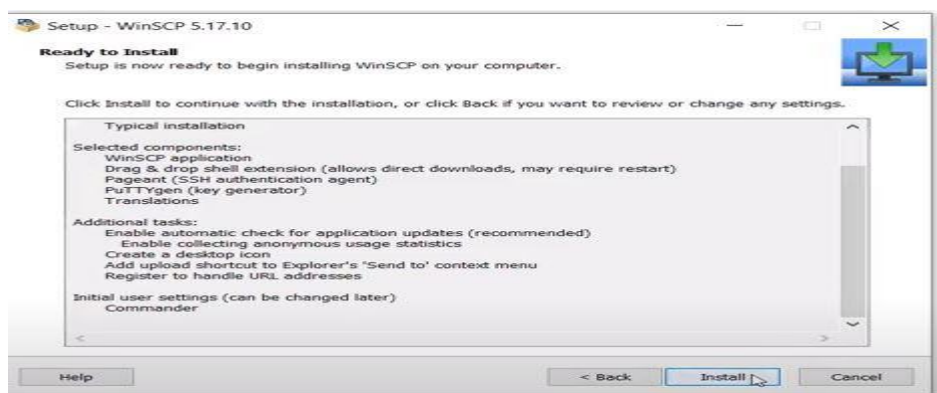 Setup - WinSCP 5.17.10
Ready to Install
Setup is now ready to begin installing WinSCP on your computer.
Click Install to continue with the installation, or click Back if you want to review or change any settings.
Typical installation
Selected components:
WinSCP application
Drag & drop shell extension (allows direct downloads, may require restart)
Pageant (SSH authentication agent)
PuTTYgen (key generator)
Translations
Additional tasks:
Enable automatic check for application updates (recommended)
Enable collecting anonymous usage statistics
Create a desktop icon
Add upload shortcut to Explorer's 'Send to' context menu
Register to handle URL addresses
Initial user settings (can be changed later)
Commander
Help
< Back
Install
Cancel